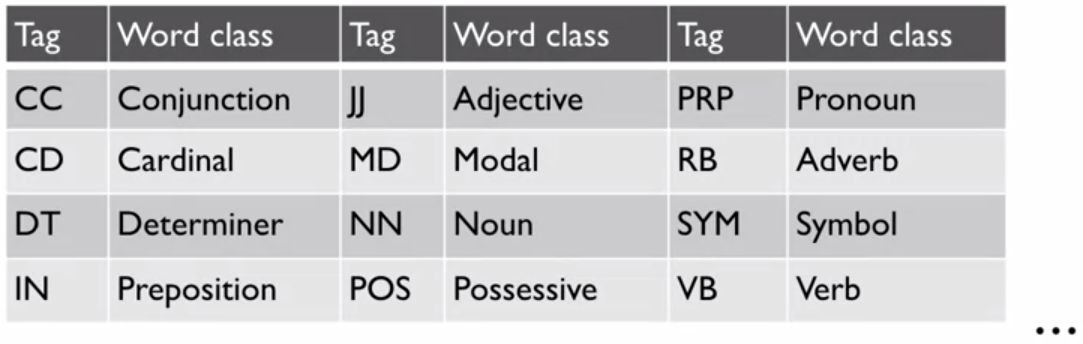 Tag Word class Tag Word class Tag Word class
CC Conjunction JJ Adjective PRP Pronoun
CD Cardinal MD Modal RB Adverb
DT Determiner NN Noun SYM Symbol
IN Preposition POS Possessive VB Verb
...